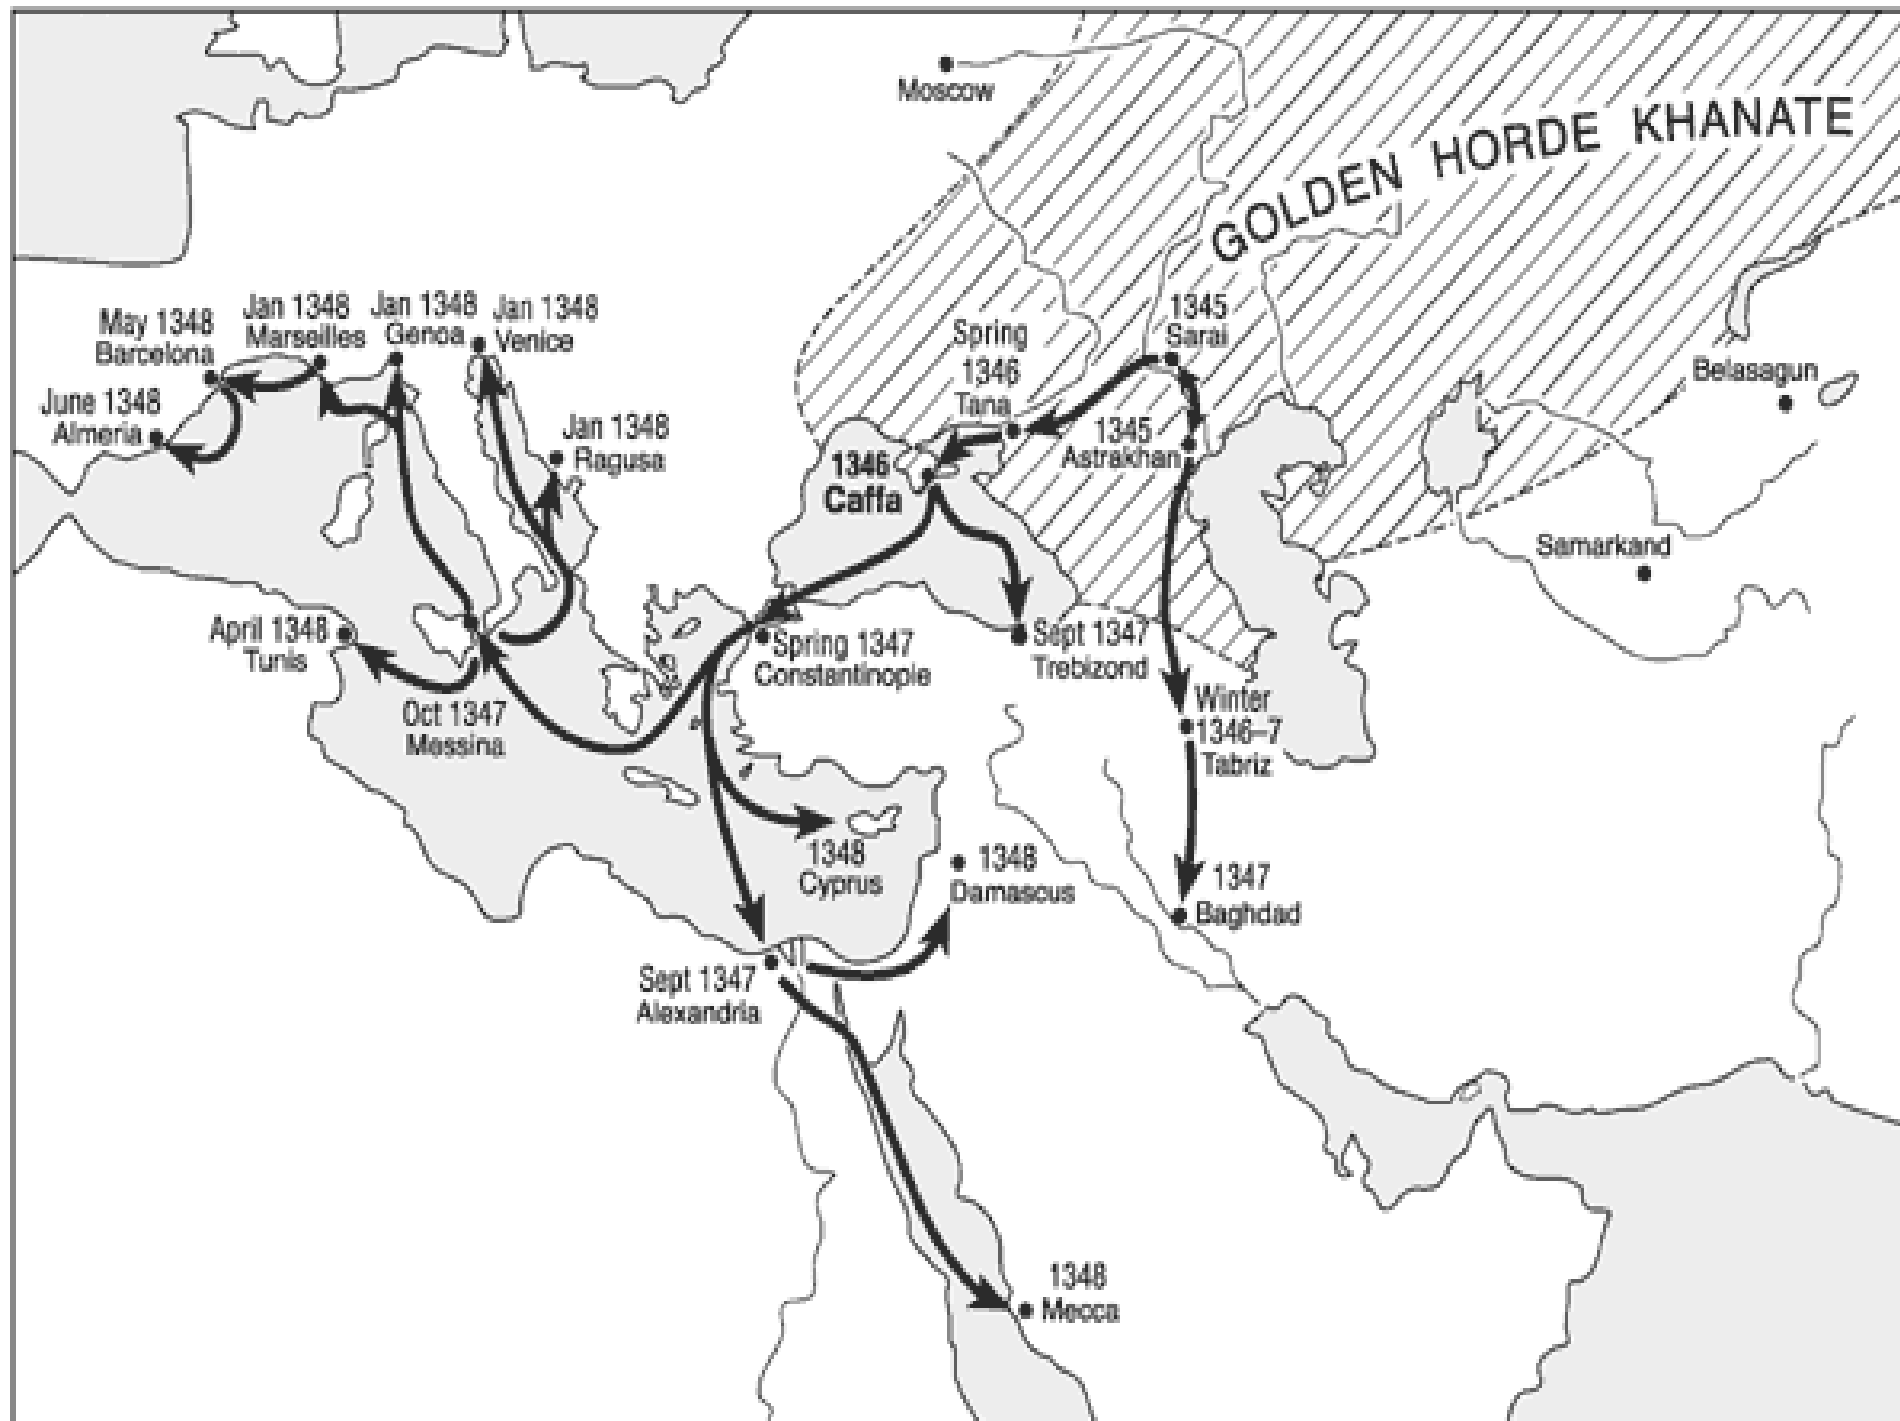 Moscow
GOLDEN HORDE KHANATE
May 1348
Barcelona
Jan 1348
Marseilles
Jan 1348
Genoa
Jan 1348
Venice
June 1348
Almeria
Jan 1348
Ragusa
Spring
1346
Tana
1345
Sarai
1345
Astrakhan
1346
Caffa
Belasagun
Samarkand
April 1348
Tunis
Oct 1347
Messina
Spring 1347
Constantinople
Sept 1347
Trebizond
Winter
1346–7
Tabriz
1348
Cyprus
1348
Damascus
1347
Baghdad
Sept 1347
Alexandria
1348
Mecca